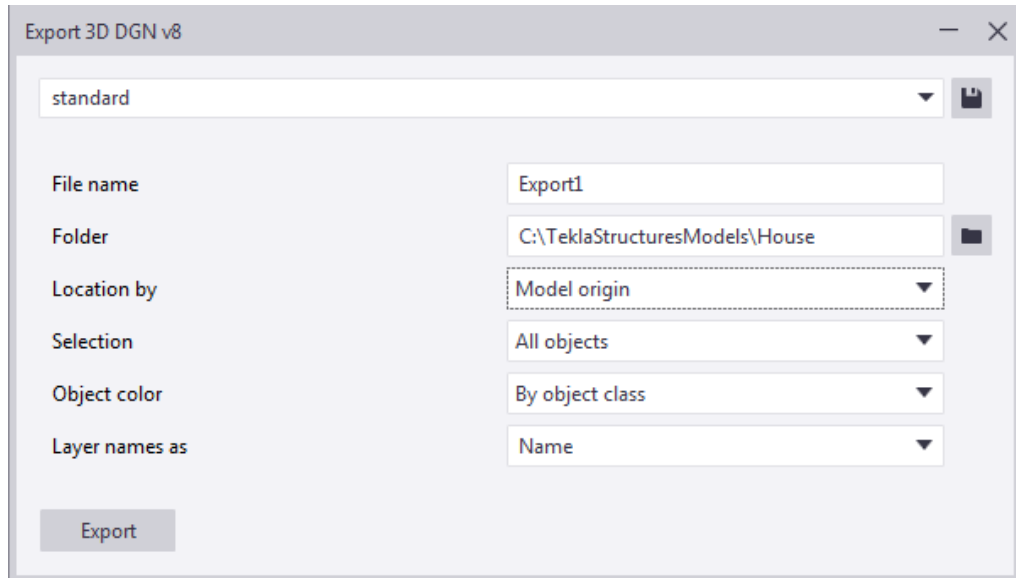 Export 3D DGN v8
standard
File name Export1
Folder C:\TeklaStructuresModels\House
Location by Model origin
Selection All objects
Object color By object class
Layer names as Name
Export